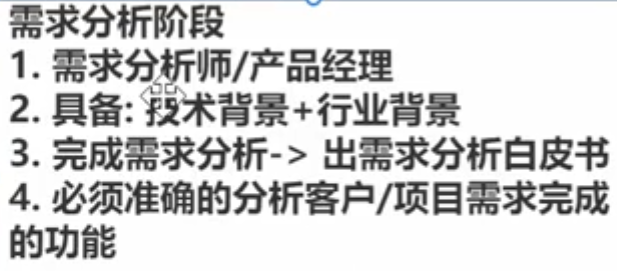 需求分析阶段
1. 需求分析师/产品经理
2. 具备: 技术背景+行业背景
3. 完成需求分析-> 出需求分析白皮书
4. 必须准确的分析客户/项目需求完成
的功能